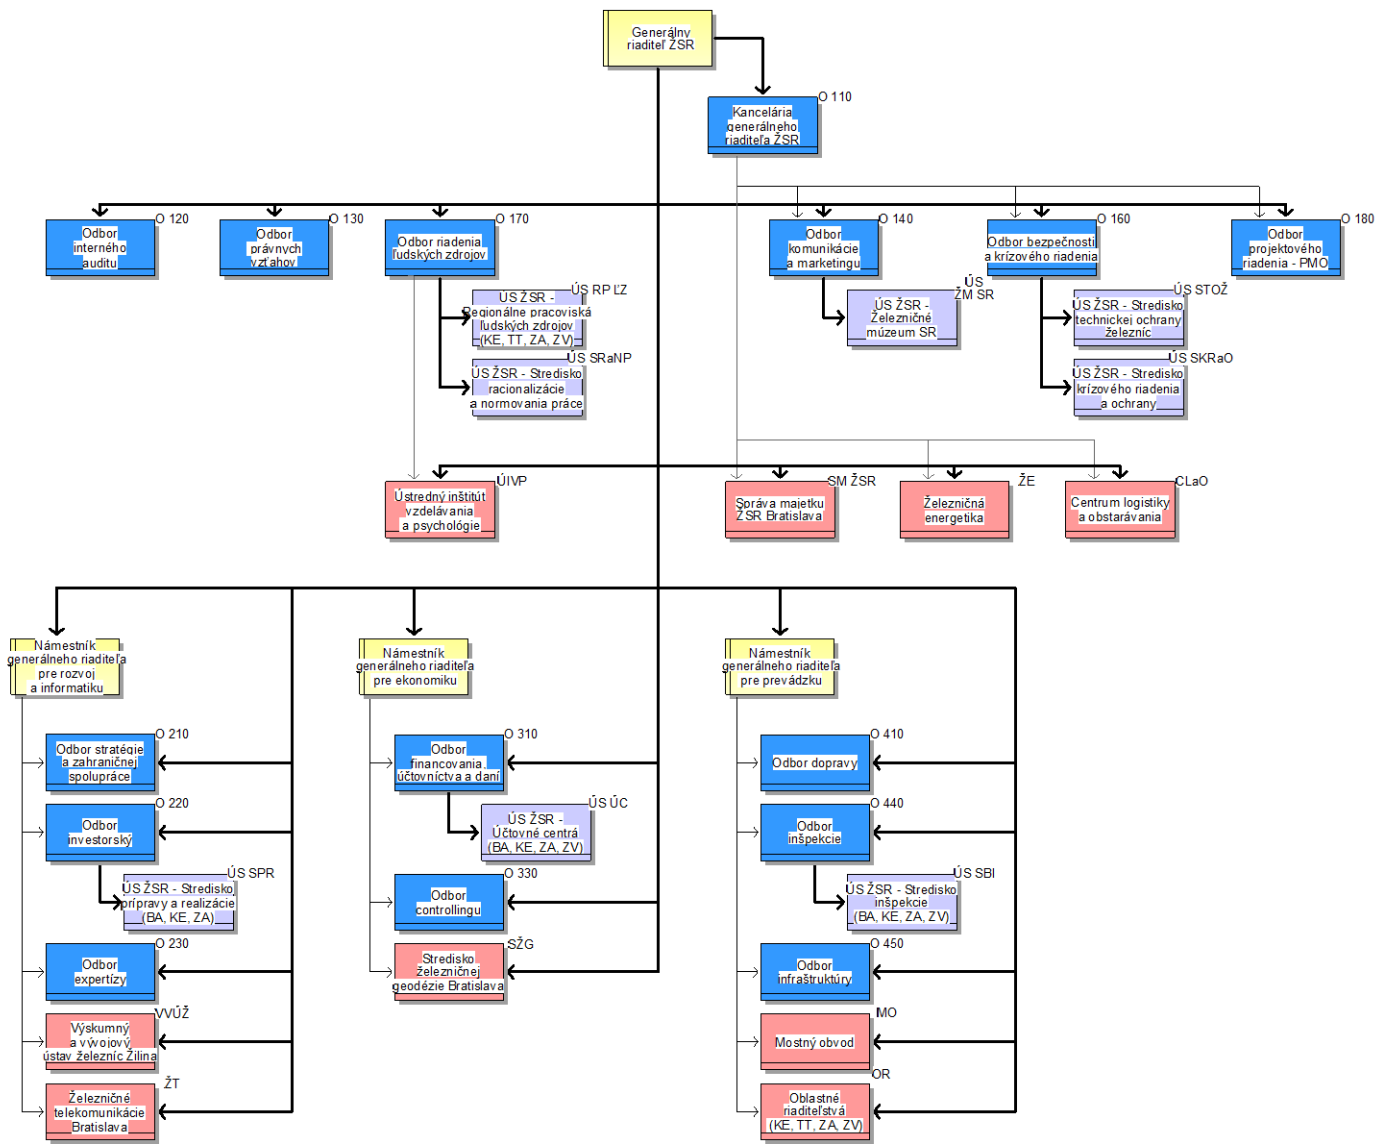 Generálny
riaditeľ ŽSR
O 110
Kancelária
generálneho
riaditeľa ŽSR
O 120
Odbor
interného
auditu
O 130
Odbor
právnych
vzťahov
O 170
Odbor riadenia
ľudských zdrojov
O 140
Odbor
komunikácie
a marketingu
O 160
Odbor bezpečnosti
a krízového riadenia
O 180
Odbor
projektového
riadenia - PMO
ÚS RP ĽZ
ÚS ŽSR -
Regionálne pracoviská
ľudských zdrojov
(KE, TT, ZA, ZV)
ÚS SRaNP
ÚS ŽSR - Stredisko
racionalizácie
a normovania práce
ÚS
ŽM SR
ÚS ŽSR -
Železničné
múzeum SR
ÚS STOŽ
ÚS ŽSR - Stredisko
technickej ochrany
železníc
ÚS SKRaO
ÚS ŽSR - Stredisko
krízového riadenia
a ochrany
ÚIVP
Ústredný inštitút
vzdelávania
a psychológie
SM ŽSR
Správa majetku
ŽSR Bratislava
ŽE
Železničná
energetika
CLaO
Centrum logistiky
a obstarávania
Námestník
generálneho riaditeľa
pre rozvoj
a informatiku
Námestník
generálneho riaditeľa
pre ekonomiku
Námestník
generálneho riaditeľa
pre prevádzku
O 210
Odbor stratégie
a zahraničnej
spolupráce
O 220
Odbor
investorský
ÚS SPR
ÚS ŽSR - Stredisko
prípravy a realizácie
(BA, KE, ZA)
O 230
Odbor
expertízy
VVÚŽ
Výskumný
a vývojový
ústav železníc Žilina
ŽT
Železničné
telekomunikácie
Bratislava
O 310
Odbor
financovania,
účtovníctva a daní
ÚS ÚC
ÚS ŽSR -
Účtovné centrá
(BA, KE, ZA, ZV)
O 330
Odbor
controllingu
SŽG
Stredisko
železničnej
geodézie Bratislava
O 410
Odbor dopravy
O 440
Odbor
inšpekcie
ÚS SBI
ÚS ŽSR - Stredisko
inšpekcie
(BA, KE, ZA, ZV)
O 450
Odbor
infraštruktúry
MO
Mostný obvod
OR
Oblastné
riaditeľstvá
(KE, TT, ZA, ZV)